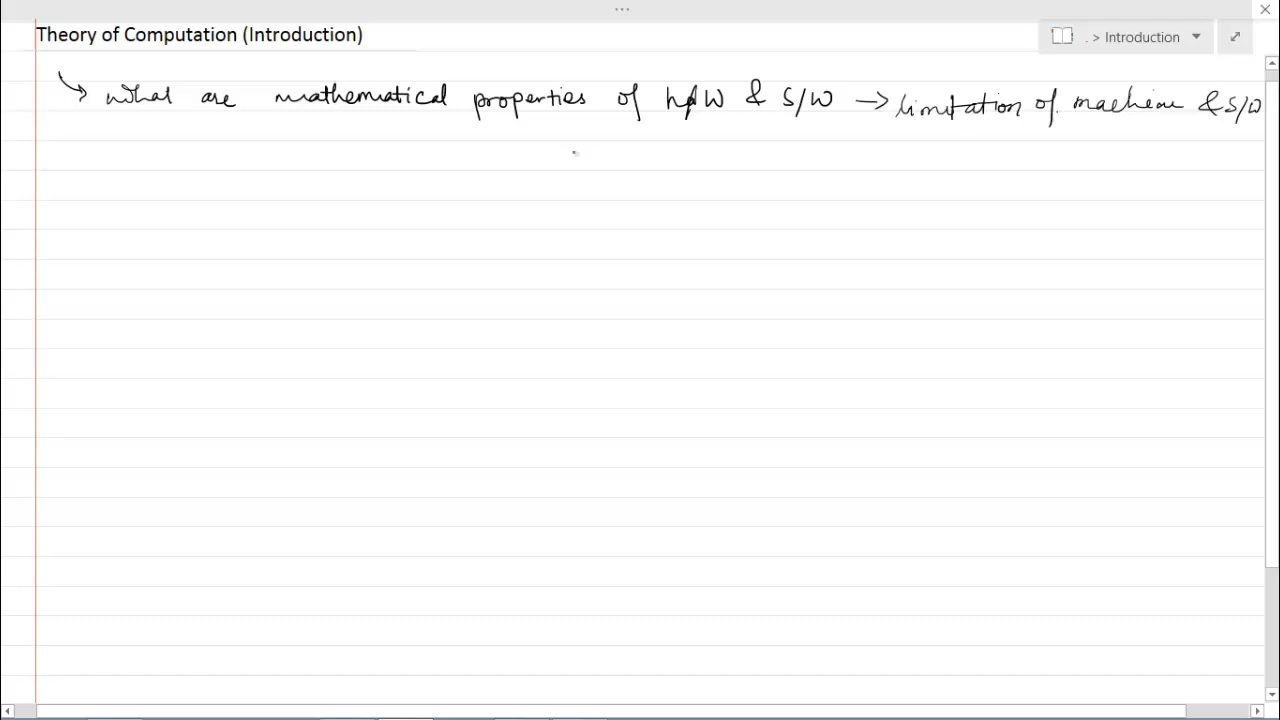 Theory of Computation (Introduction)
. > Introduction
what are mathematical properties of h/W & S/W → limitation of machine & S/W